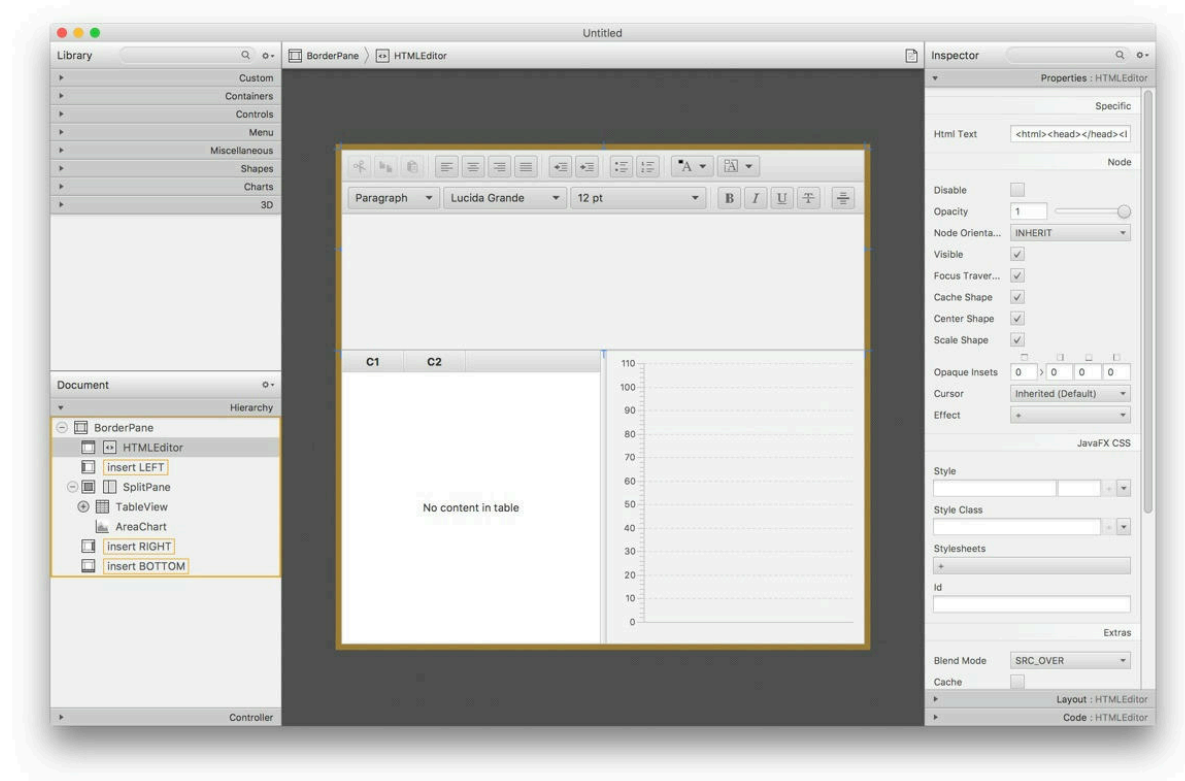 Untitled
Library
Custom
Containers
Controls
Menu
Miscellaneous
Shapes
Charts
3D
Document
Hierarchy
BorderPane
HTMLEditor
insert LEFT
SplitPane
TableView
AreaChart
insert RIGHT
insert BOTTOM
Controller
BorderPane HTMLEditor
Paragraph Lucida Grande 12 pt B I U T
C1 C2
No content in table
110
100
90
80
70
60
50
40
30
20
10
0
Inspector
Properties : HTMLEditor
Specific
Html Text <html><head></head><l
Node
Disable
Opacity 1
Node Orienta... INHERIT
Visible
Focus Traver...
Cache Shape
Center Shape
Scale Shape
Opaque Insets 0 0 0 0
Cursor Inherited (Default)
Effect +
JavaFX CSS
Style
Style Class
Stylesheets
+
Id
Extras
Blend Mode SRC_OVER
Cache
Layout : HTMLEditor
Code : HTMLEditor